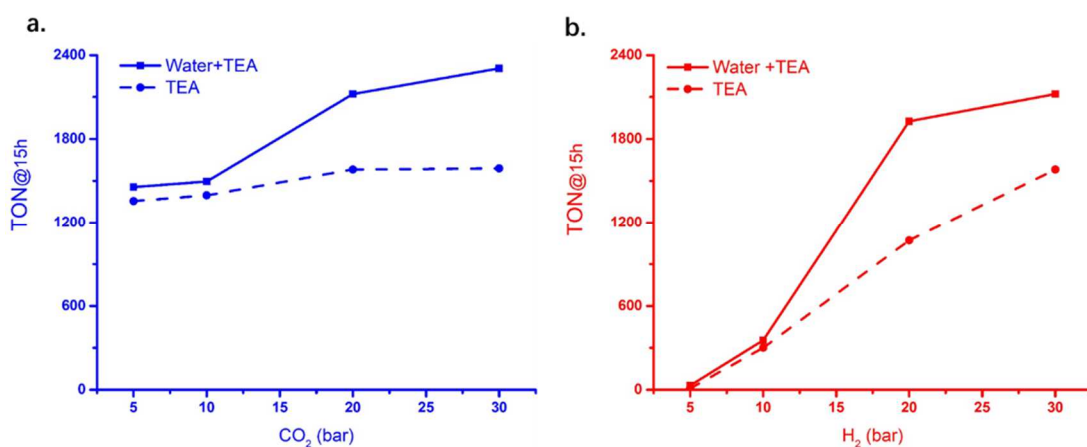 a.
2400
1800
1200
600
0
TON@15h
Water+TEA
TEA
5 10 15 20 25 30
CO₂ (bar)
b.
2400
1800
1200
600
0
TON@15h
Water +TEA
TEA
5 10 15 20 25 30
H₂ (bar)